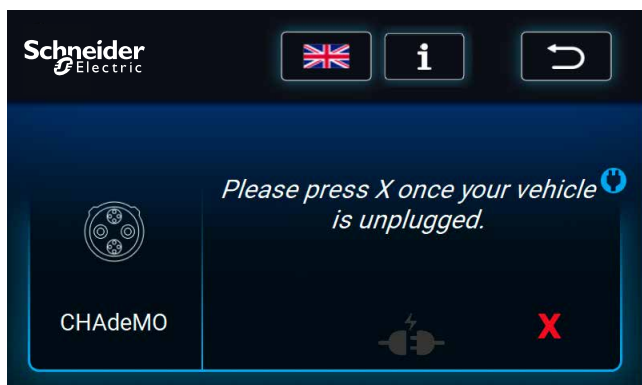 Schneider
Electric
i
Please press X once your vehicle
is unplugged.
CHAdeMO
X